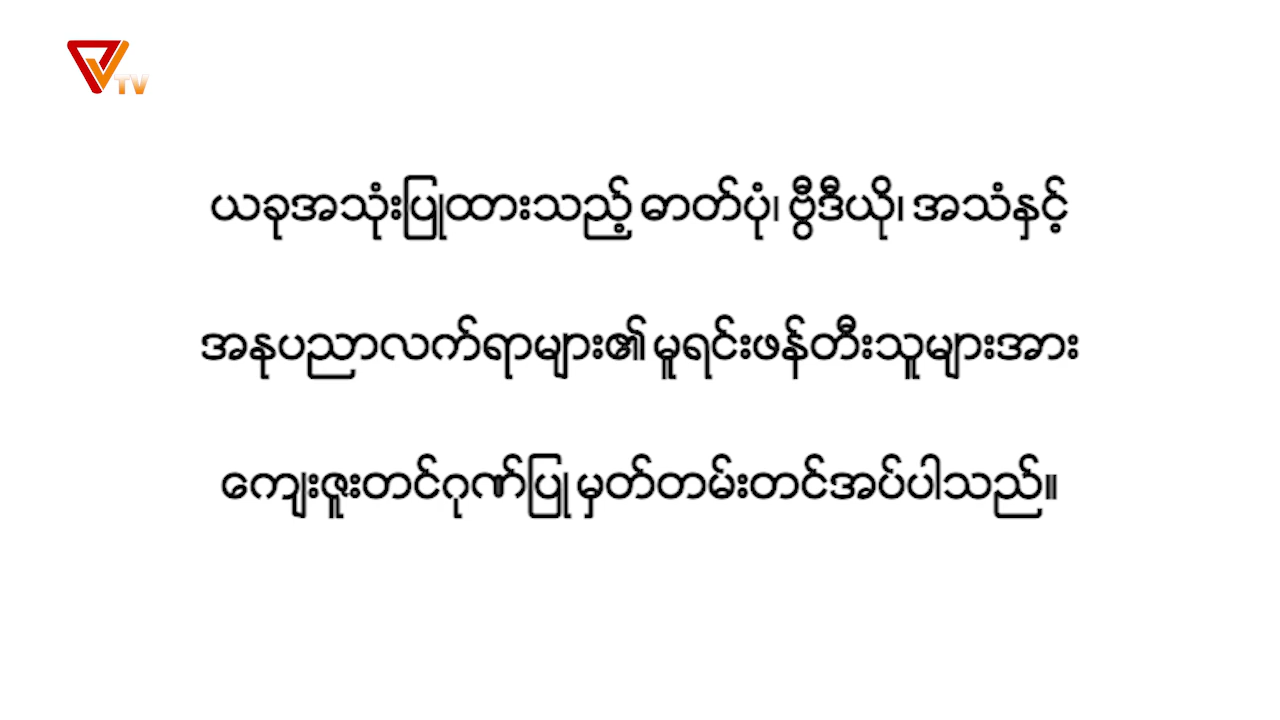 TV
ယခုအသုံးပြုထားသည့် ဓာတ်ပုံ၊ ဗွီဒီယို၊ အသံနှင့်
အနုပညာလက်ရာများ၏ မူရင်းဖန်တီးသူများအား
ကျေးဇူးတင်ဂုဏ်ပြု မှတ်တမ်းတင်အပ်ပါသည်။